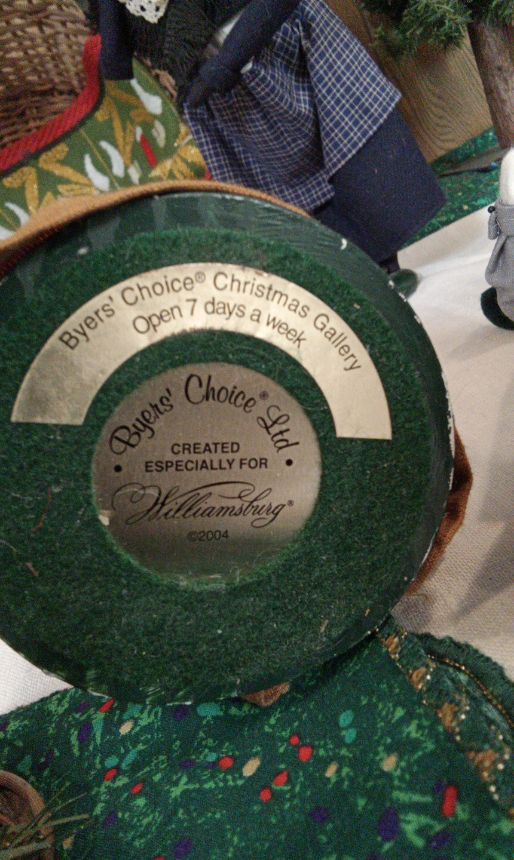 Byers' Choice® Christmas Gallery
Open 7 days a week
Byers' Choice® Ltd
• CREATED •
ESPECIALLY FOR
Williamsburg®
©2004